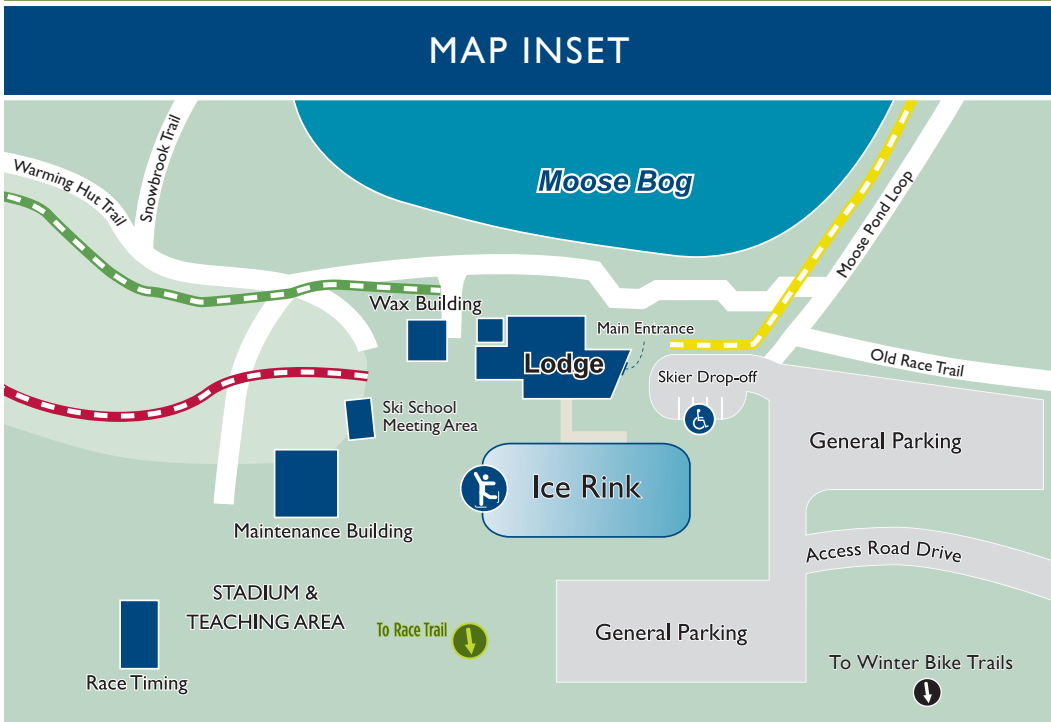 MAP INSET
Snowbrook Trail
Warming Hut Trail
Moose Bog
Moose Pond Loop
Wax Building
Main Entrance
Lodge
Old Race Trail
Skier Drop-off
Ski School
Meeting Area
General Parking
Ice Rink
Maintenance Building
Access Road Drive
STADIUM &
TEACHING AREA
To Race Trail
General Parking
To Winter Bike Trails
Race Timing